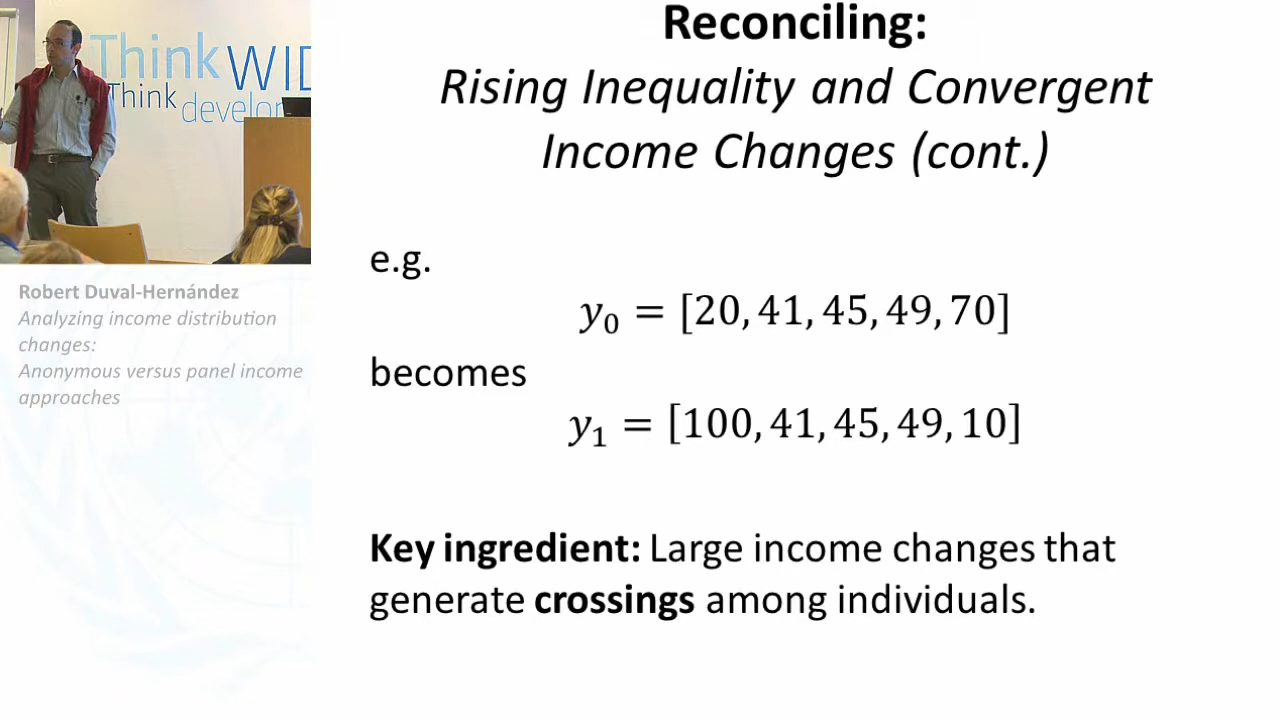 Think WID
Think develo
Reconciling:
Rising Inequality and Convergent
Income Changes (cont.)
e.g.
y₀ = [20, 41, 45, 49, 70]
becomes
y₁ = [100, 41, 45, 49, 10]
Key ingredient: Large income changes that
generate crossings among individuals.
Robert Duval-Hernández
Analyzing income distribution
changes:
Anonymous versus panel income
approaches